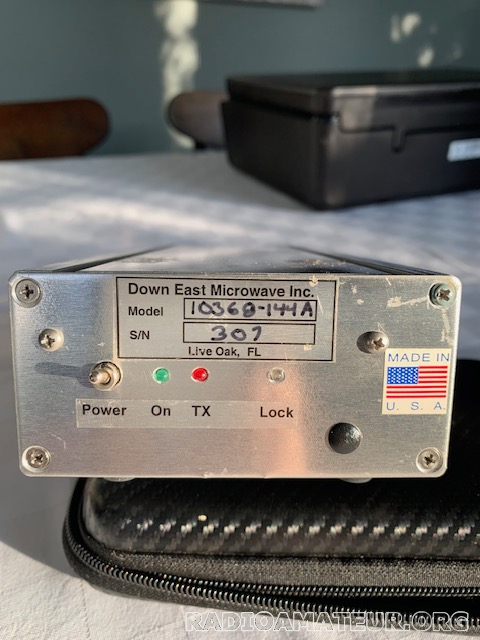 Down East Microwave Inc.
Model 10368-144A
S/N 307
Live Oak, FL
MADE IN
U. S. A.
Power On TX Lock
RADIOAMATEUR.ORG